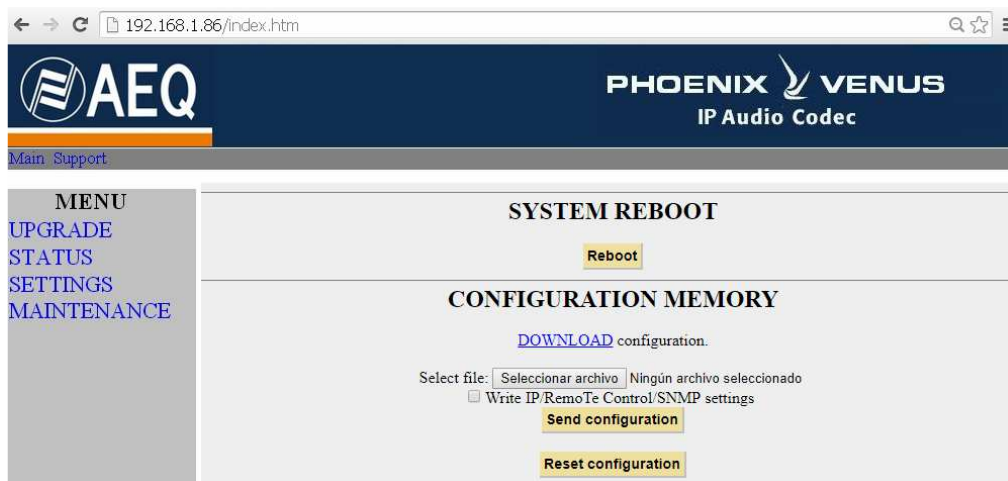 192.168.1.86/index.htm
AEQ
PHOENIX VENUS
IP Audio Codec
Main Support
MENU
UPGRADE
STATUS
SETTINGS
MAINTENANCE
SYSTEM REBOOT
Reboot
CONFIGURATION MEMORY
DOWNLOAD configuration.
Select file: Seleccionar archivo Ningún archivo seleccionado
Write IP/RemoTe Control/SNMP settings
Send configuration
Reset configuration